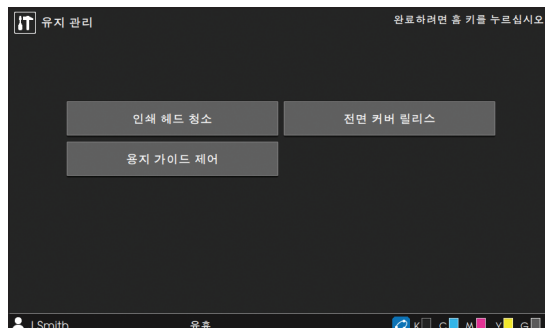 유지 관리
완료하려면 홈 키를 누르십시오
인쇄 헤드 청소
전면 커버 릴리스
용지 가이드 제어
J.Smith 유휴 K C M Y G